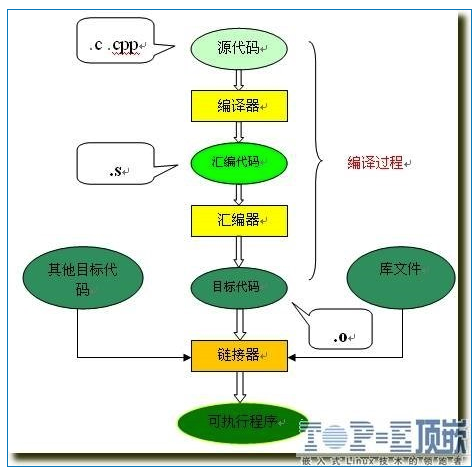 .c .cpp
源代码
编译器
.s
汇编代码
编译过程
汇编器
其他目标代
码
目标代码
库文件
.o
链接器
可执行程序
TOP-E顶嵌
嵌入式Linux技术的领跑者